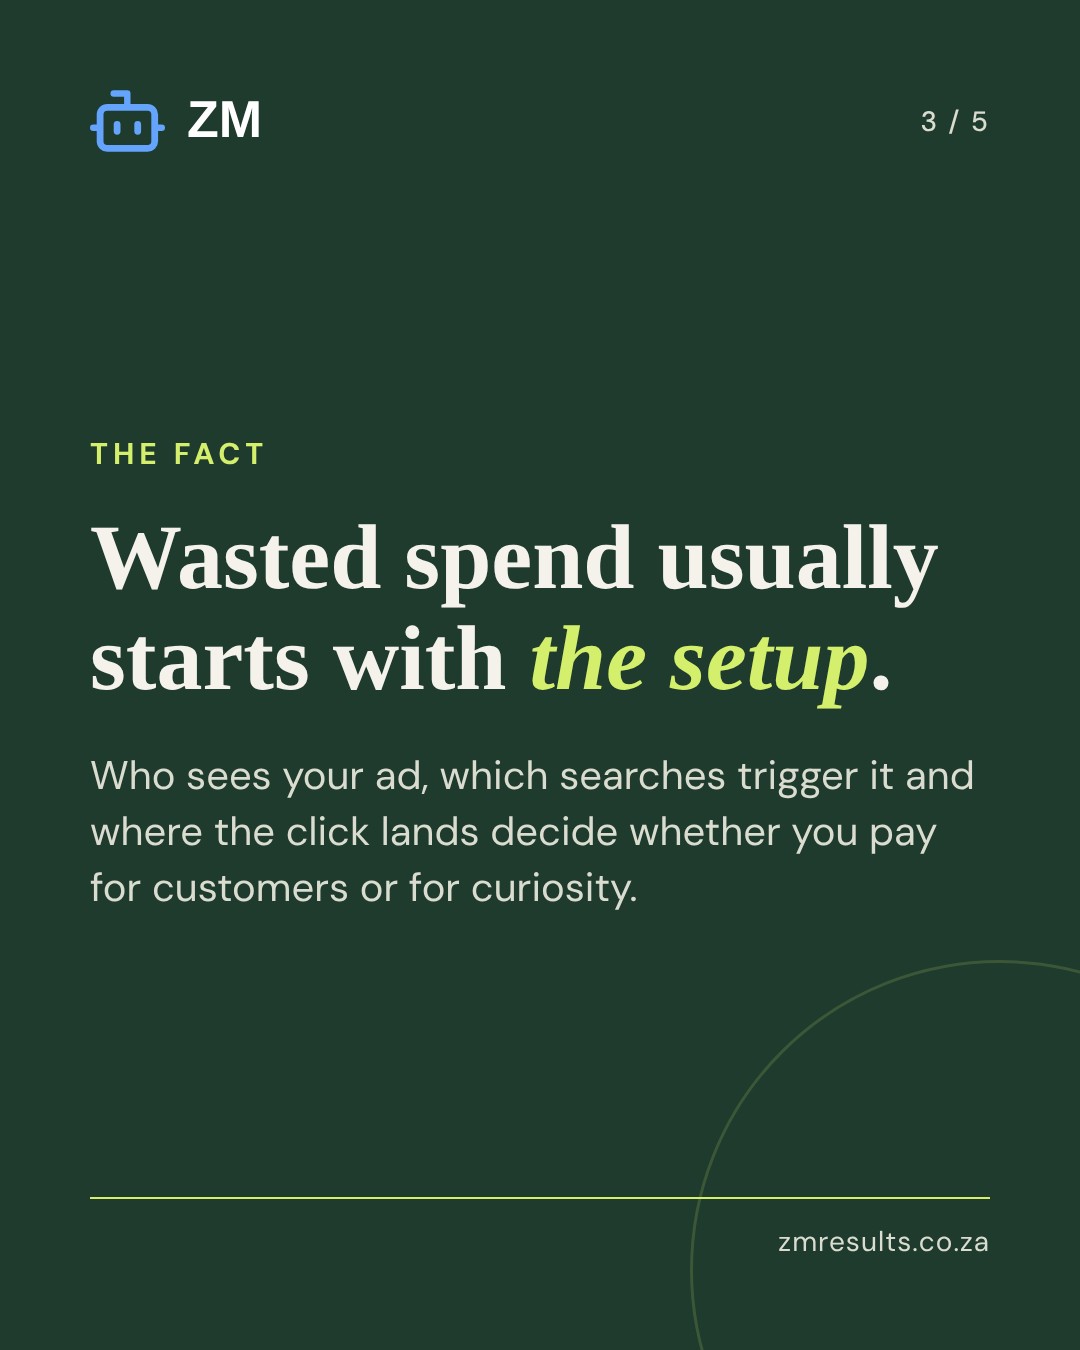 ZM
3 / 5
THE FACT
Wasted spend usually
starts with the setup.
Who sees your ad, which searches trigger it and
where the click lands decide whether you pay
for customers or for curiosity.
zmresults.co.za